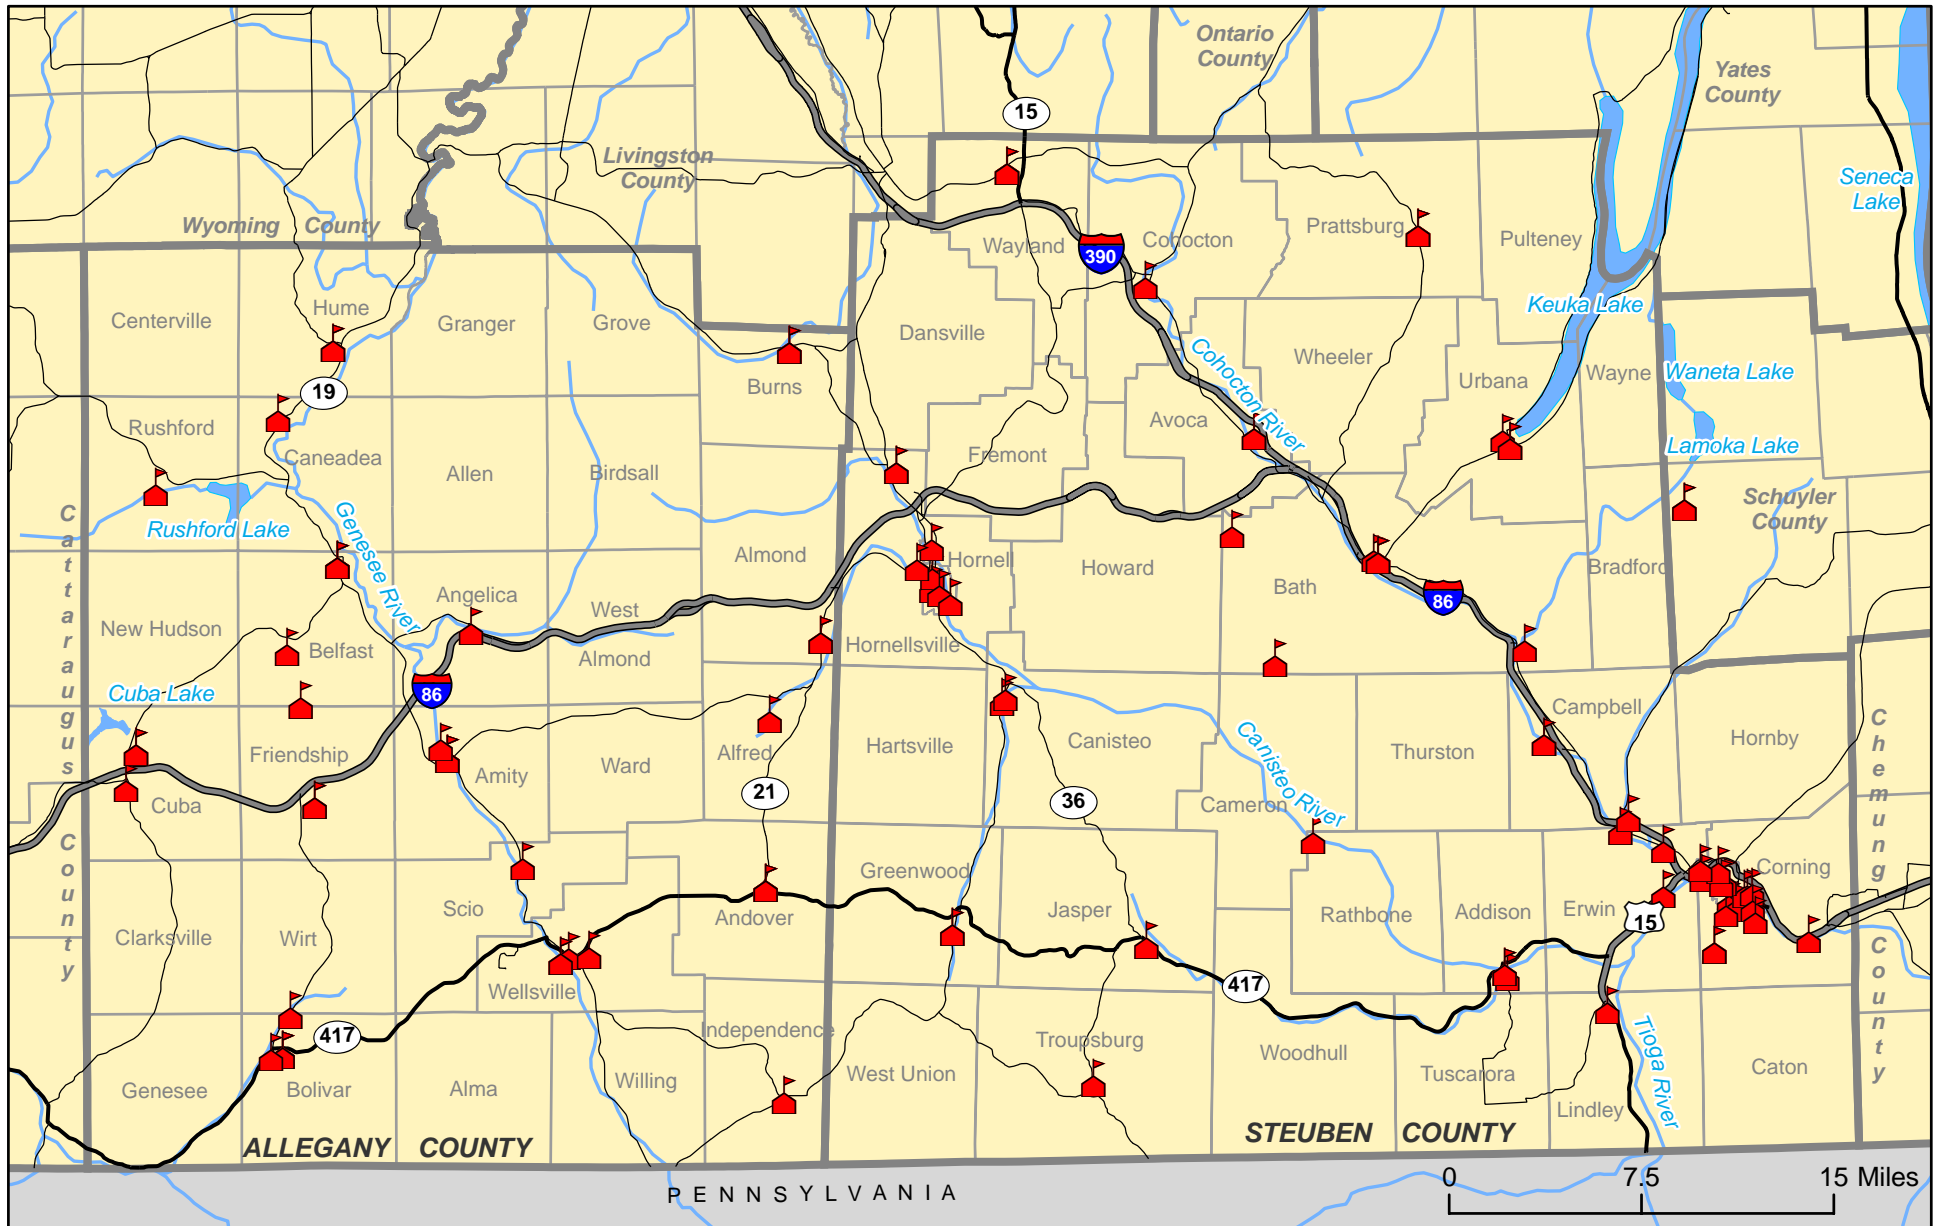 Ontario
County
Yates
County
15
Livingston
County
Seneca
Lake
Wyoming County
Prattsburg
Pulteney
Wayland
Cohocton
390
Hume
Centerville
Granger
Grove
Keuka Lake
Dansville
Wheeler
Cohocton River
Burns
Urbana
Wayne
Waneta Lake
19
Avoca
Rushford
Caneadea
Fremont
Lamoka Lake
Allen
Birdsall
Schuyler
County
Cattaraugus County
Rushford Lake
Genesee River
Almond
Hornell
Howard
Bath
Bradford
Angelica
West
Almond
86
New Hudson
Belfast
Hornellsville
Cuba Lake
86
Campbell
Chemung County
Friendship
Alfred
Hartsville
Canisteo
Canisteo River
Thurston
Hornby
Amity
Ward
Cuba
21
36
Cameron
Greenwood
Corning
Scio
Andover
Jasper
Rathbone
Addison
Erwin
15
Clarksville
Wirt
Wellsville
417
417
Independence
Troupsburg
Woodhull
Tioga River
Genesee
Bolivar
Alma
Willing
West Union
Tuscarora
Caton
Lindley
ALLEGANY COUNTY
STEUBEN COUNTY
PENNSYLVANIA
0 7.5 15 Miles